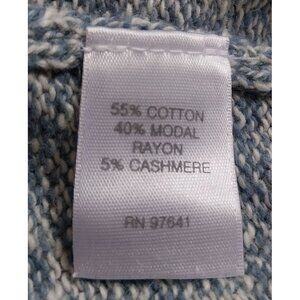 55% COTTON
40% MODAL
RAYON
5% CASHMERE
RN 97641